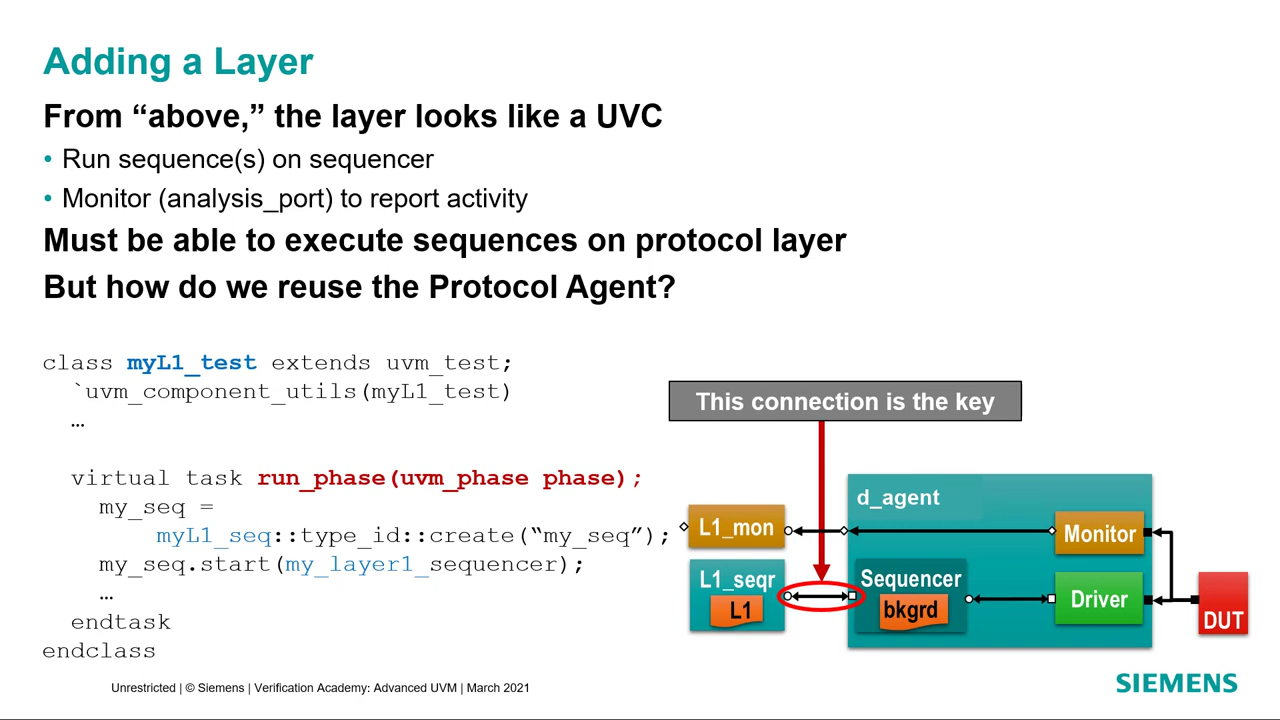 Adding a Layer
From “above,” the layer looks like a UVC
• Run sequence(s) on sequencer
• Monitor (analysis_port) to report activity
Must be able to execute sequences on protocol layer
But how do we reuse the Protocol Agent?
class myL1_test extends uvm_test;
`uvm_component_utils(myL1_test)
…
virtual task run_phase(uvm_phase phase);
my_seq =
myL1_seq::type_id::create(“my_seq”);
my_seq.start(my_layer1_sequencer);
…
endtask
endclass
This connection is the key
d_agent
L1_mon
Monitor
L1_seqr
L1
Sequencer
bkgrd
Driver
DUT
Unrestricted | © Siemens | Verification Academy: Advanced UVM | March 2021
SIEMENS